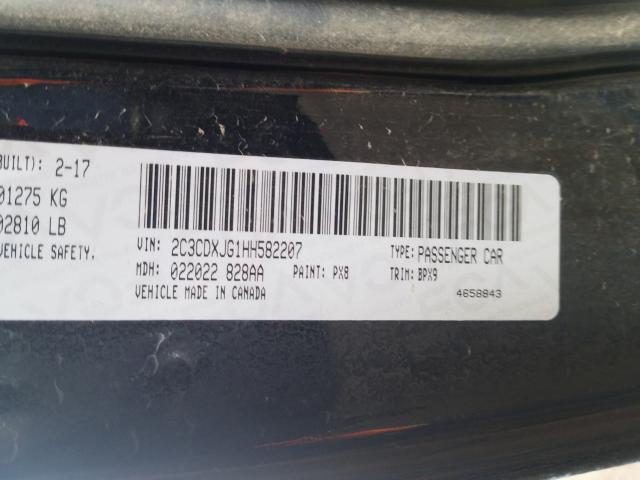 BUILT): 2-17
01275 KG
02810 LB
VEHICLE SAFETY.
VIN: 2C3CDXJG1HH582207 TYPE: PASSENGER CAR
MDH: 022022 828AA PAINT: PX8 TRIM: BPX9
VEHICLE MADE IN CANADA 4658843